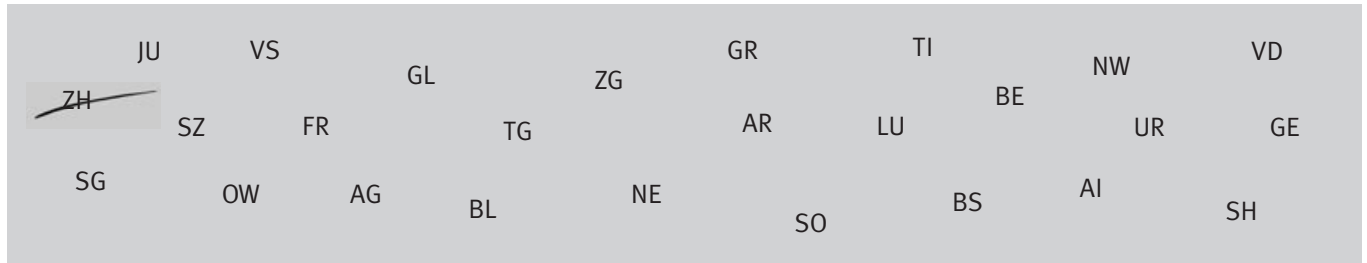 JU VS GL ZG GR TI BE NW VD
ZH SZ FR TG AR LU UR GE
SG OW AG BL NE SO BS AI SH